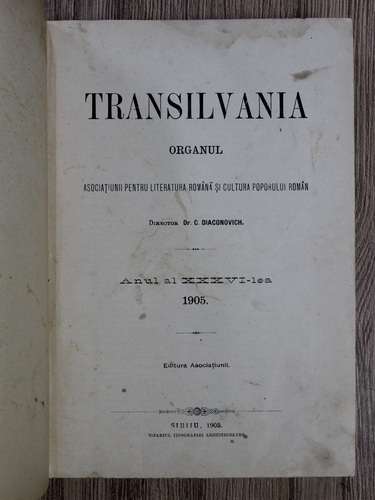 TRANSILVANIA
ORGANUL
ASOCIAȚIUNII PENTRU LITERATURA ROMÂNĂ ȘI CULTURA POPORULUI ROMÂN
DIRECTOR Dr. C. DIACONOVICH.
Anul al XXXVI-lea
1905.
Editura Asociațiunii.
SIBIIU, 1905.
TIPARIUL TIPOGRAFIEI ARHIDIECEZANE.